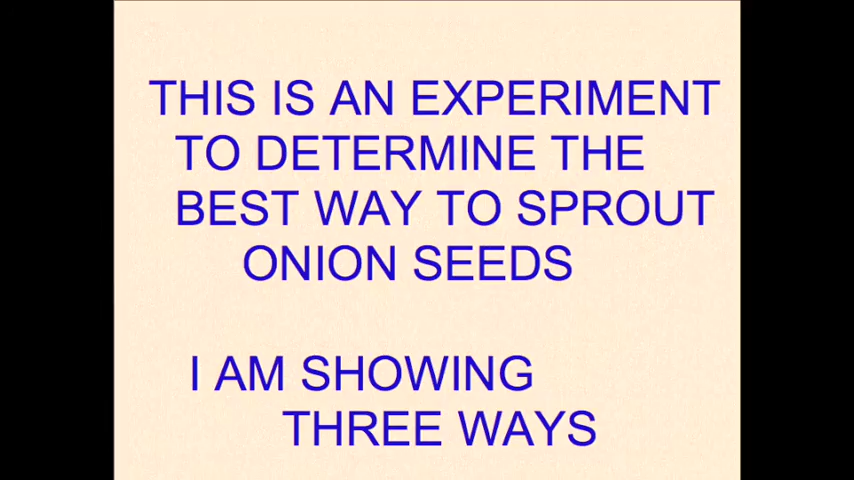 THIS IS AN EXPERIMENT
TO DETERMINE THE
BEST WAY TO SPROUT
ONION SEEDS
I AM SHOWING
THREE WAYS